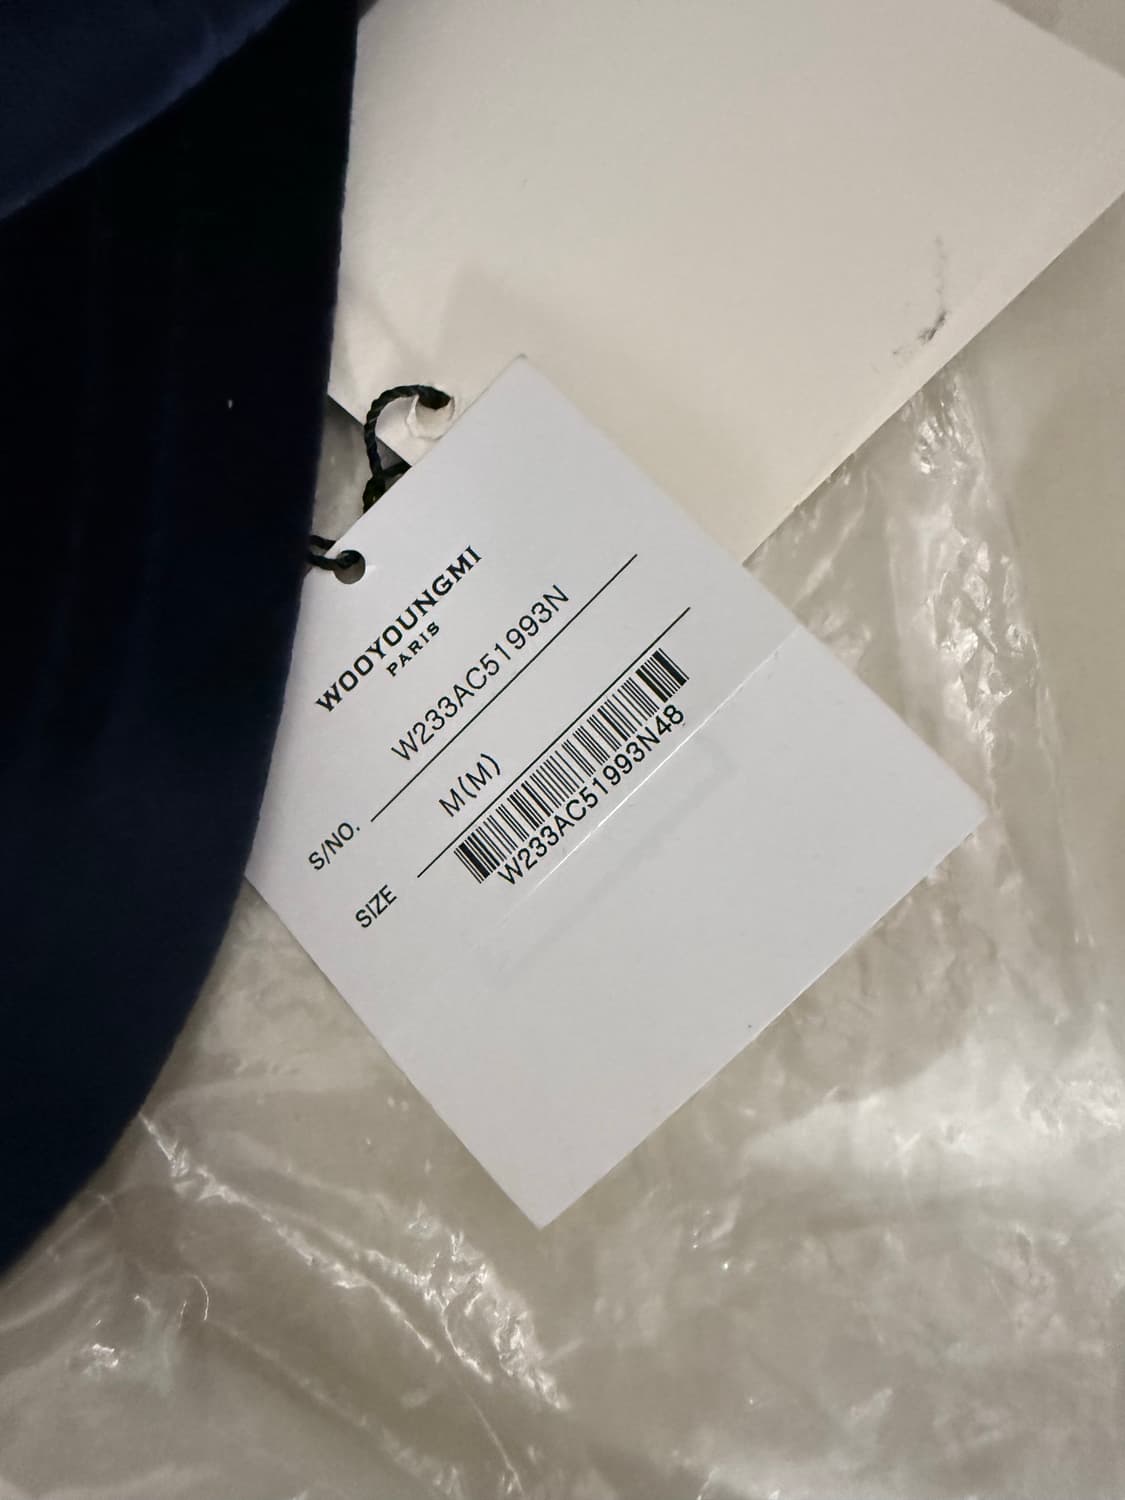 WOOYOUNGMI
PARIS
S/NO. W233AC51993N
SIZE M(M)
W233AC51993N48